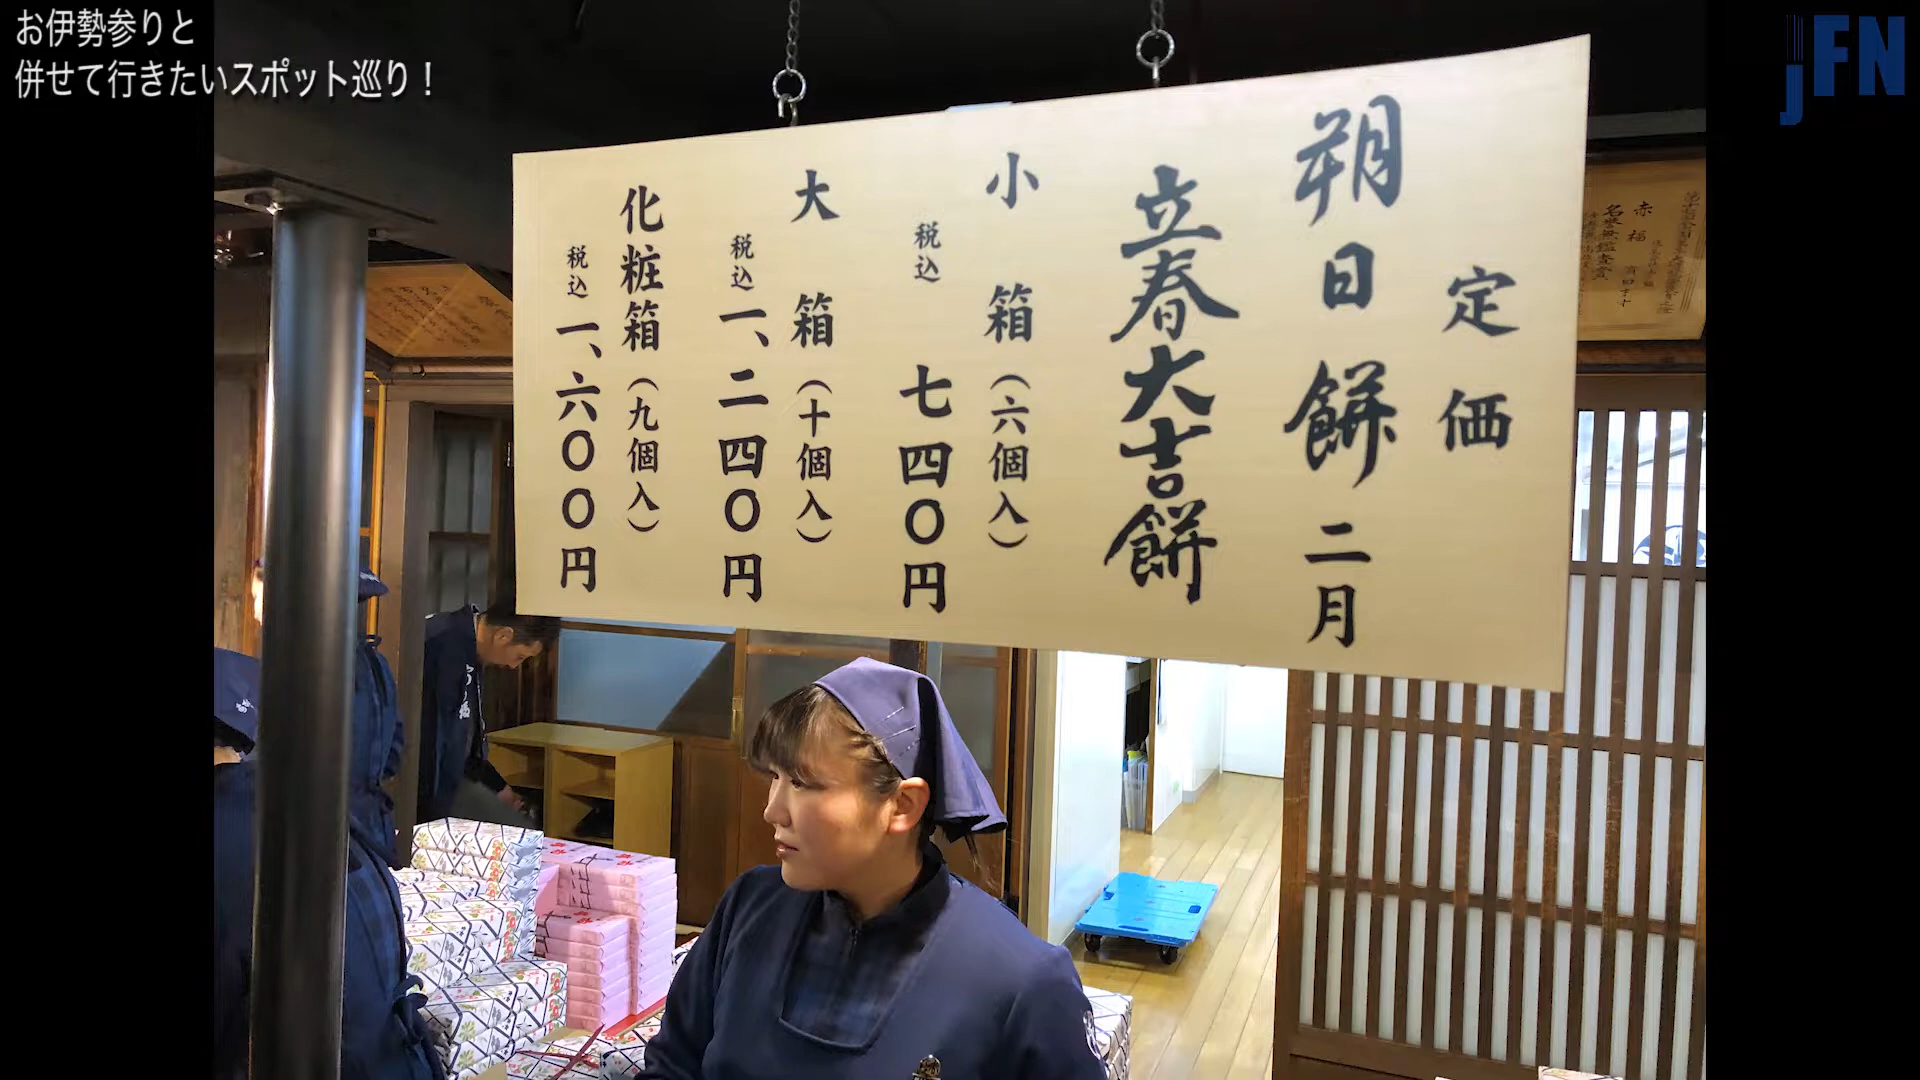 お伊勢参りと
併せて行きたいスポット巡り！
JFN
定価
朔日餅 二月
立春大吉餅
小箱（六個入）
税込 七四〇円
大箱（十個入）
税込 一、二四〇円
化粧箱（九個入）
税込 一、六〇〇円
赤福